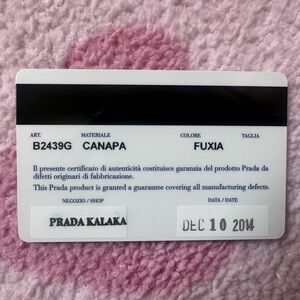 ART. MATERIALE COLORE TAGLIA
B2439G CANAPA FUXIA
Il presente certificato di autenticità costituisce garanzia del prodotto Prada da
difetti originari di fabbricazione.
This Prada product is granted a guarantee covering all manufacturing defects.
NEGOZIO / SHOP DATA / DATE
PRADA KALAKA DEC 10 2014